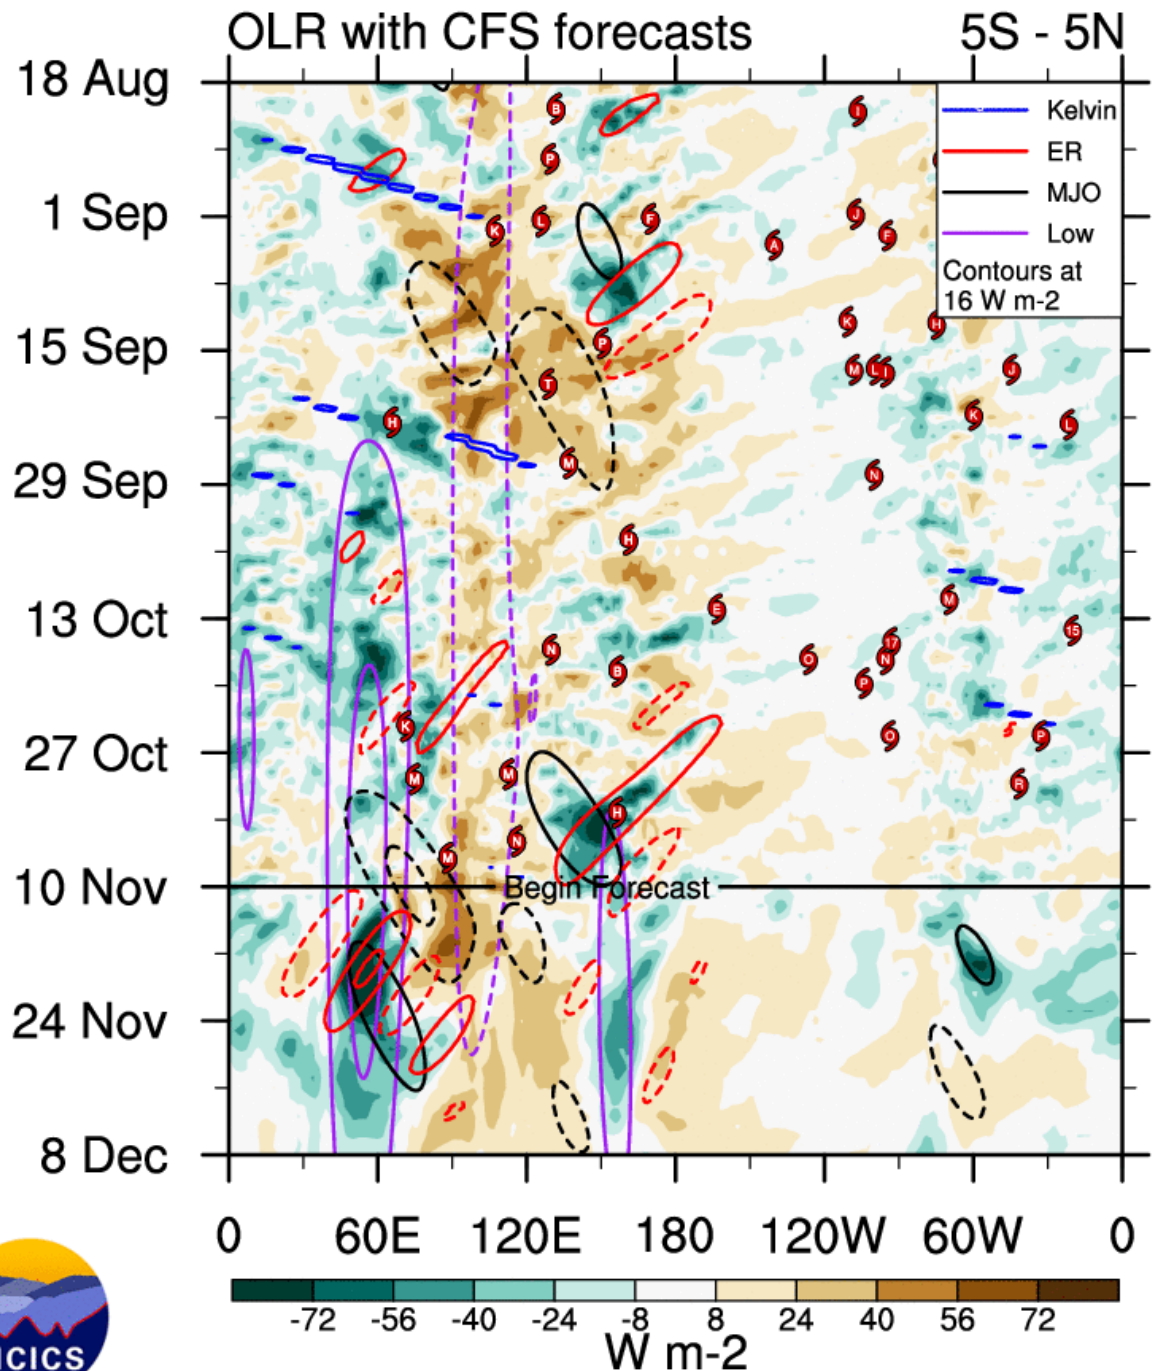 OLR with CFS forecasts 5S - 5N
18 Aug
1 Sep
15 Sep
29 Sep
13 Oct
27 Oct
10 Nov
24 Nov
8 Dec
Kelvin
ER
MJO
Low
Contours at
16 W m-2
B
I
P
K
L
F
J
F
A
K
H
P
M
L
I
J
T
H
K
L
M
N
H
E
M
15
N
17
O
N
B
P
K
O
P
M
M
R
H
N
M
Begin Forecast
0 60E 120E 180 120W 60W 0
-72 -56 -40 -24 -8 8 24 40 56 72
W m-2
CICS